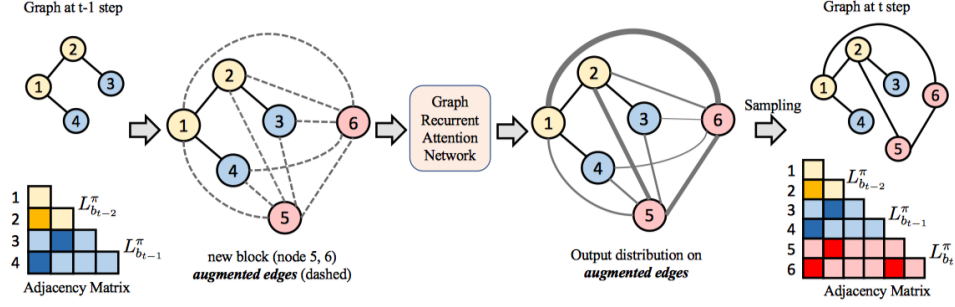 Graph at t-1 step
2
1
3
4
1
2
3
4
L^π_{b_{t-2}}
L^π_{b_{t-1}}
Adjacency Matrix
2
1
3
6
4
5
new block (node 5, 6)
augmented edges (dashed)
Graph
Recurrent
Attention
Network
2
1
3
6
4
5
Output distribution on
augmented edges
Sampling
Graph at t step
2
1
3
6
4
5
1
2
3
4
5
6
L^π_{b_{t-2}}
L^π_{b_{t-1}}
L^π_{b_t}
Adjacency Matrix